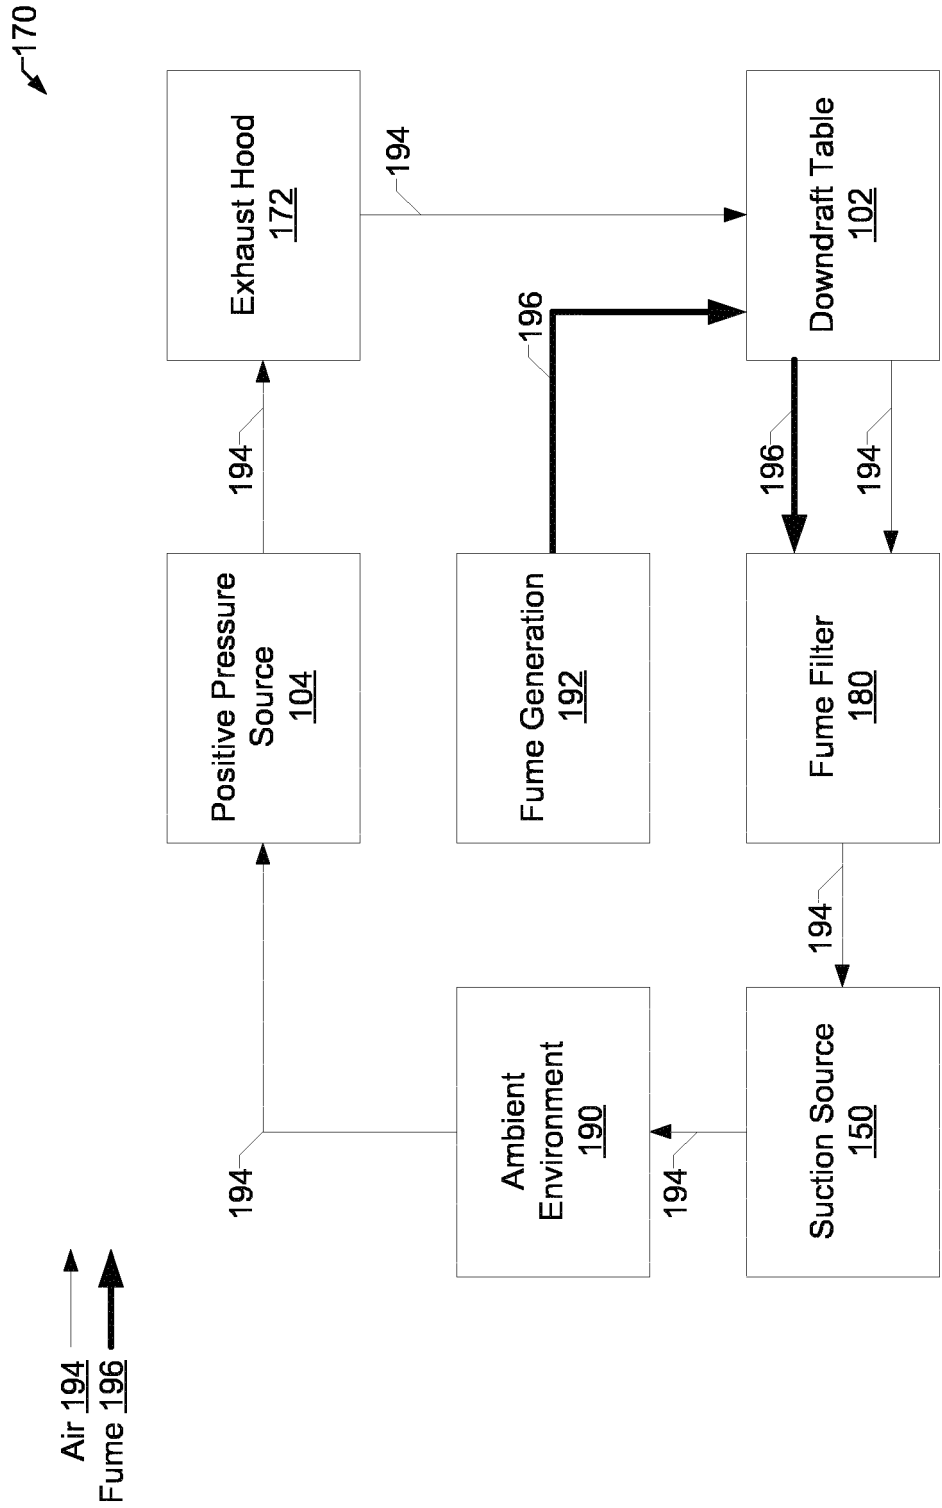 170
Air 194
Fume 196
194
Positive Pressure
Source
104
194
Exhaust Hood
172
194
Ambient
Environment
190
Fume Generation
192
196
194
Suction Source
150
194
Fume Filter
180
196
194
Downdraft Table
102